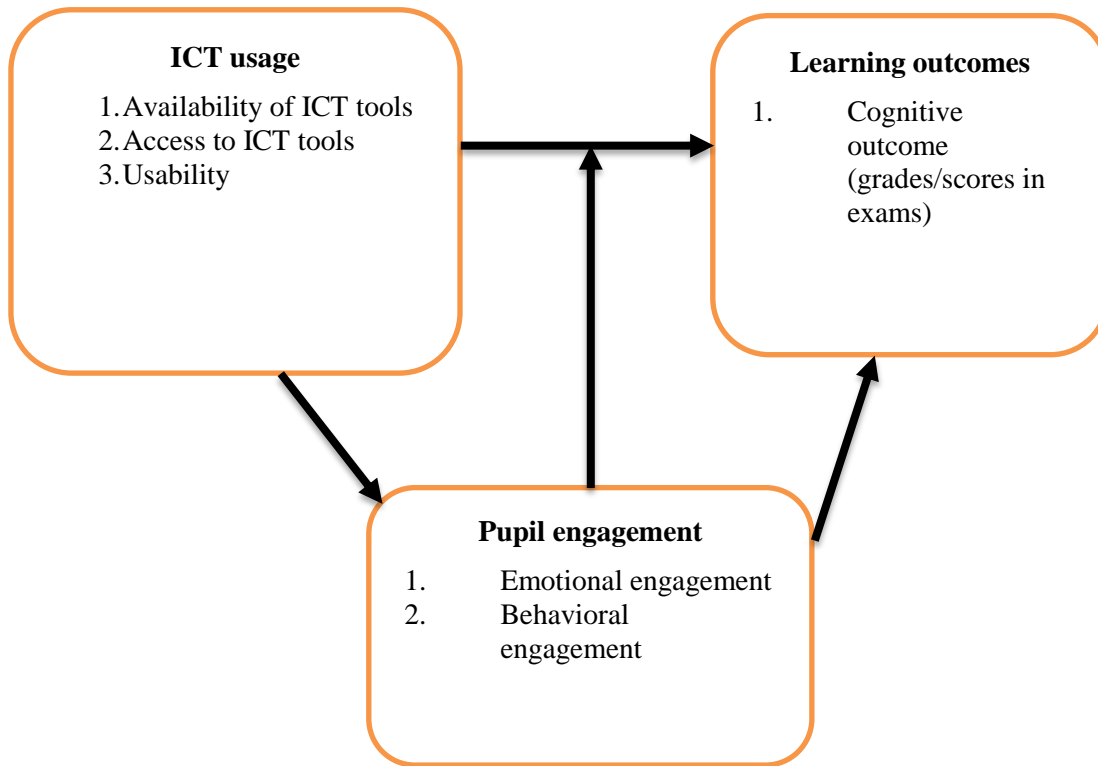 ICT usage
1.Availability of ICT tools
2.Access to ICT tools
3.Usability
Learning outcomes
1. Cognitive
outcome
(grades/scores in
exams)
Pupil engagement
1. Emotional engagement
2. Behavioral
engagement